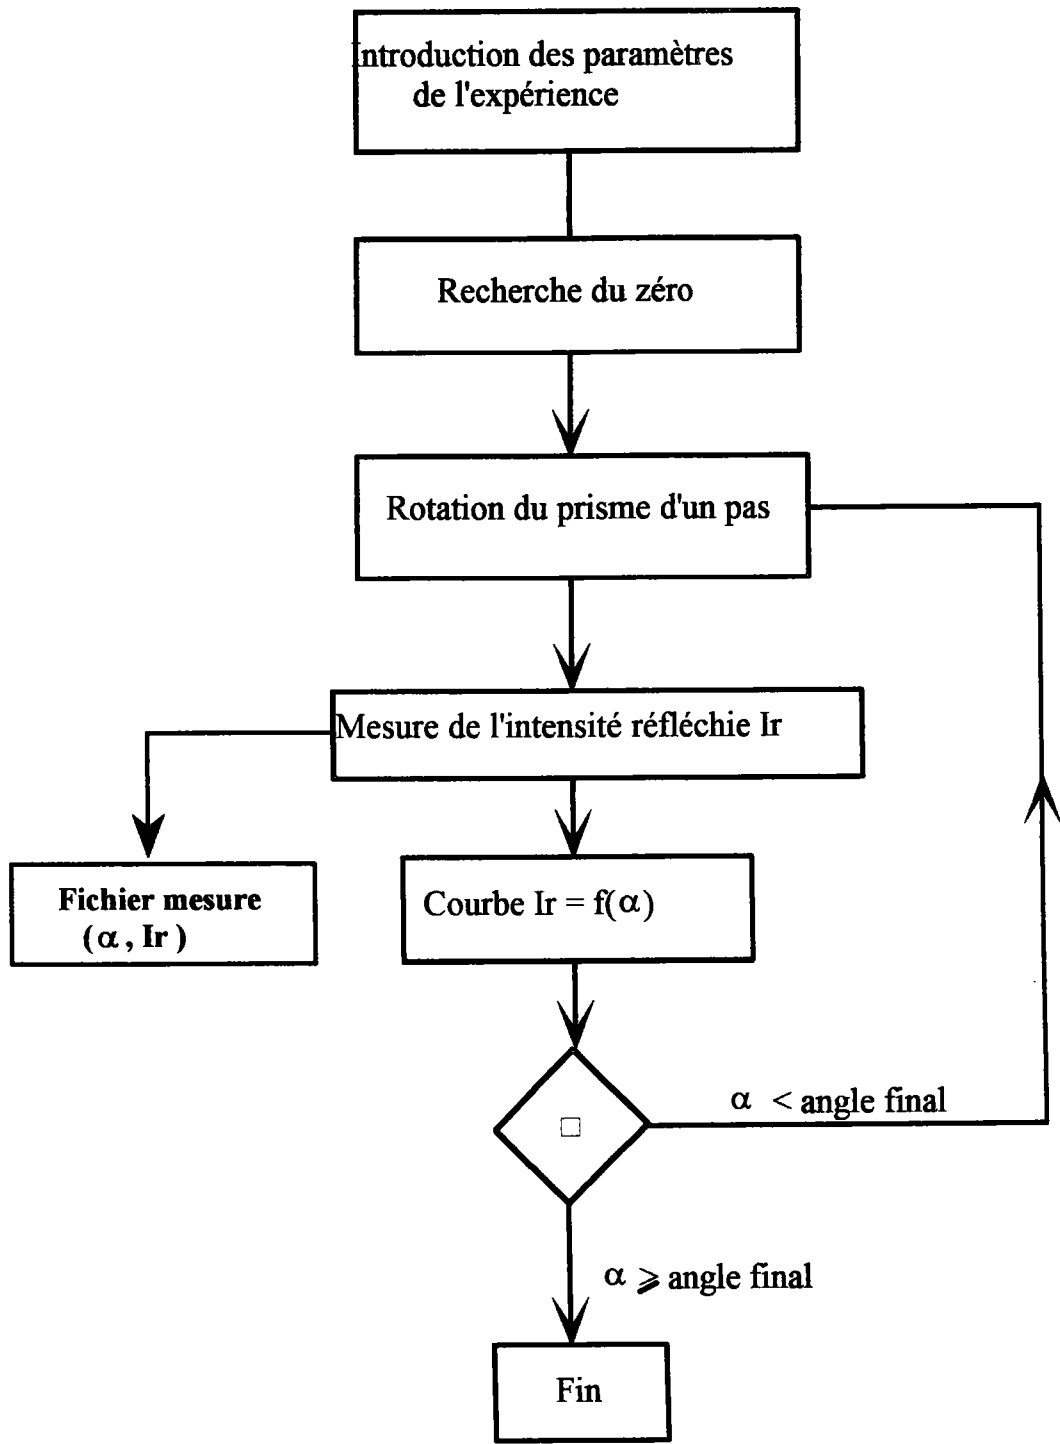 Introduction des paramètres
de l'expérience
Recherche du zéro
Rotation du prisme d'un pas
Mesure de l'intensité réfléchie Ir
Fichier mesure
(α, Ir)
Courbe Ir = f(α)
α < angle final
α ⩾ angle final
Fin